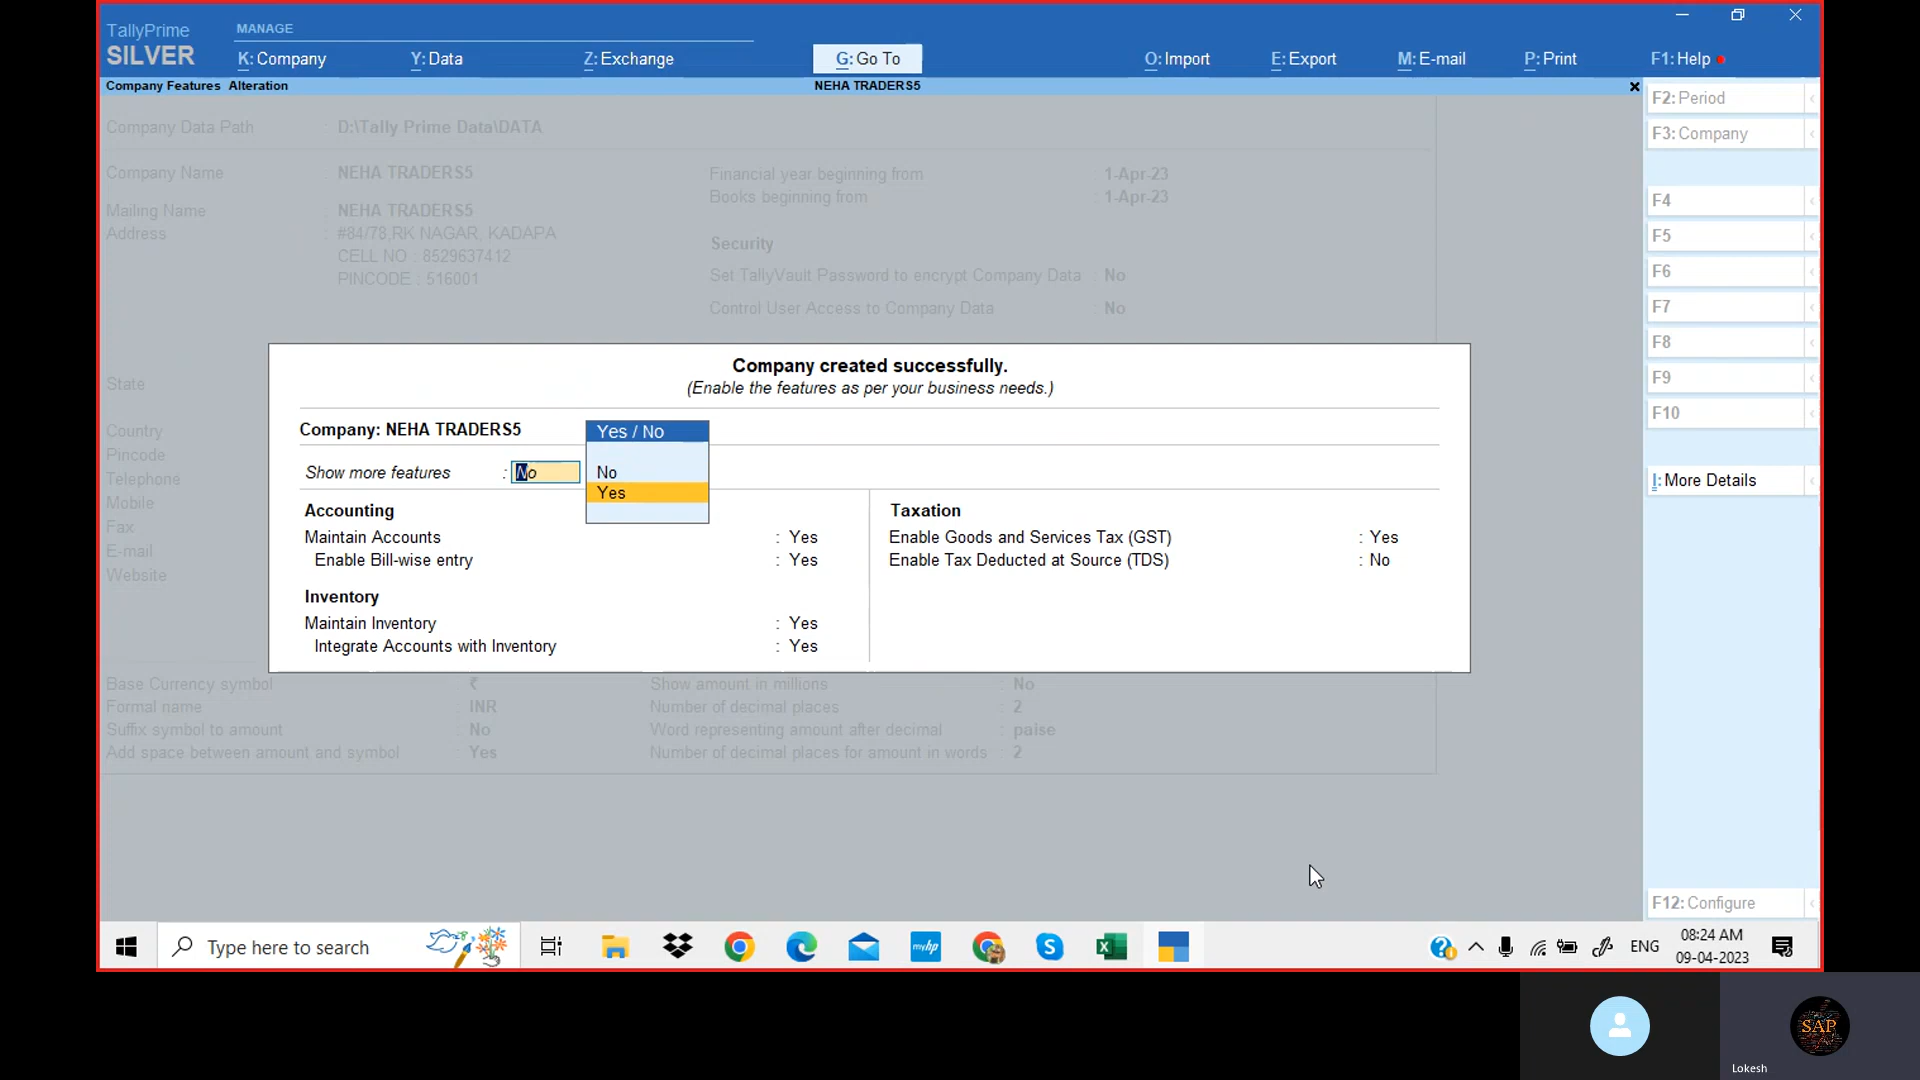 TallyPrime
SILVER
MANAGE
K: Company
Y: Data
Z: Exchange
G: Go To
O: Import
E: Export
M: E-mail
P: Print
F1: Help
Company Features Alteration
NEHA TRADERS5
Company Data Path : D:\Tally Prime Data\DATA
Company Name : NEHA TRADERS5
Mailing Name : NEHA TRADERS5
Address : #84/78,RK NAGAR, KADAPA
CELL NO : 8529637412
PINCODE : 516001
State
Country
Pincode
Telephone
Mobile
Fax
E-mail
Website
Financial year beginning from : 1-Apr-23
Books beginning from : 1-Apr-23
Security
Set TallyVault Password to encrypt Company Data : No
Control User Access to Company Data : No
Company created successfully.
(Enable the features as per your business needs.)
Company: NEHA TRADERS5
Show more features : No
Yes / No
No
Yes
Accounting
Maintain Accounts : Yes
Enable Bill-wise entry : Yes
Inventory
Maintain Inventory : Yes
Integrate Accounts with Inventory : Yes
Taxation
Enable Goods and Services Tax (GST) : Yes
Enable Tax Deducted at Source (TDS) : No
Base Currency symbol : ₹
Formal name : INR
Suffix symbol to amount : No
Add space between amount and symbol : Yes
Show amount in millions : No
Number of decimal places : 2
Word representing amount after decimal : paise
Number of decimal places for amount in words : 2
F2: Period
F3: Company
F4
F5
F6
F7
F8
F9
F10
I: More Details
F12: Configure
Type here to search
myhp
ENG
08:24 AM
09-04-2023
SAP
Lokesh